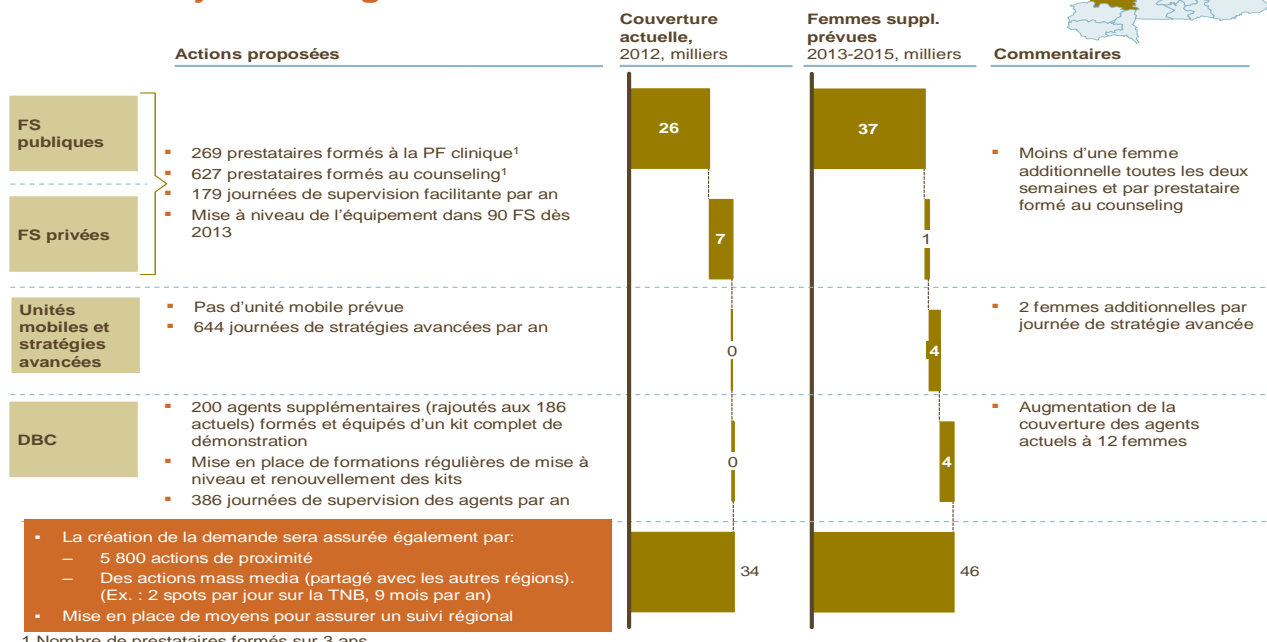 Couverture
actuelle,
2012, milliers
Femmes suppl.
prévues
2013-2015, milliers
Actions proposées
Commentaires
FS
publiques
FS privées
▪ 269 prestataires formés à la PF clinique¹
▪ 627 prestataires formés au counseling¹
▪ 179 journées de supervision facilitante par an
▪ Mise à niveau de l'équipement dans 90 FS dès
2013
26
7
37
1
▪ Moins d'une femme
additionnelle toutes les deux
semaines et par prestataire
formé au counseling
Unités
mobiles et
stratégies
avancées
▪ Pas d'unité mobile prévue
▪ 644 journées de stratégies avancées par an
0
4
▪ 2 femmes additionnelles par
journée de stratégie avancée
DBC
▪ 200 agents supplémentaires (rajoutés aux 186
actuels) formés et équipés d'un kit complet de
démonstration
▪ Mise en place de formations régulières de mise à
niveau et renouvellement des kits
▪ 386 journées de supervision des agents par an
0
4
▪ Augmentation de la
couverture des agents
actuels à 12 femmes
▪ La création de la demande sera assurée également par:
– 5 800 actions de proximité
– Des actions mass media (partagé avec les autres régions).
(Ex. : 2 spots par jour sur la TNB, 9 mois par an)
▪ Mise en place de moyens pour assurer un suivi régional
34
46
1 Nombre de prestataires formés sur 3 ans